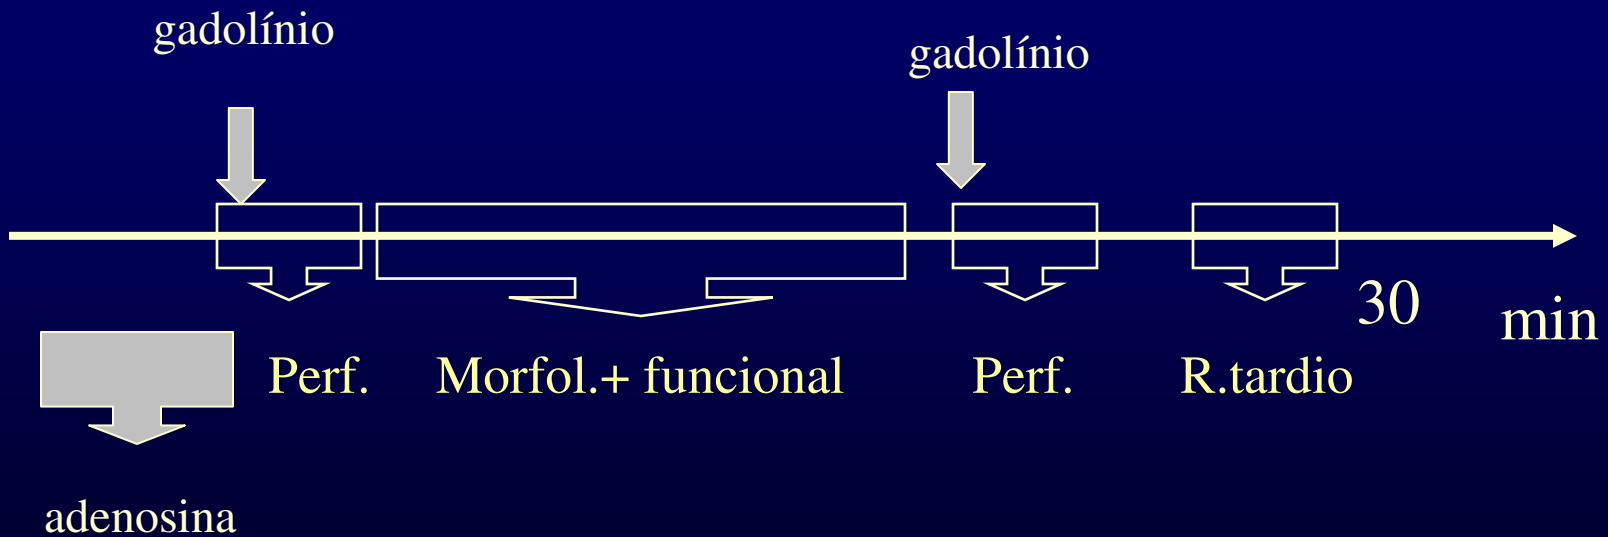 gadolínio
gadolínio
30
min
Perf.
Morfol.+ funcional
Perf.
R.tardio
adenosina